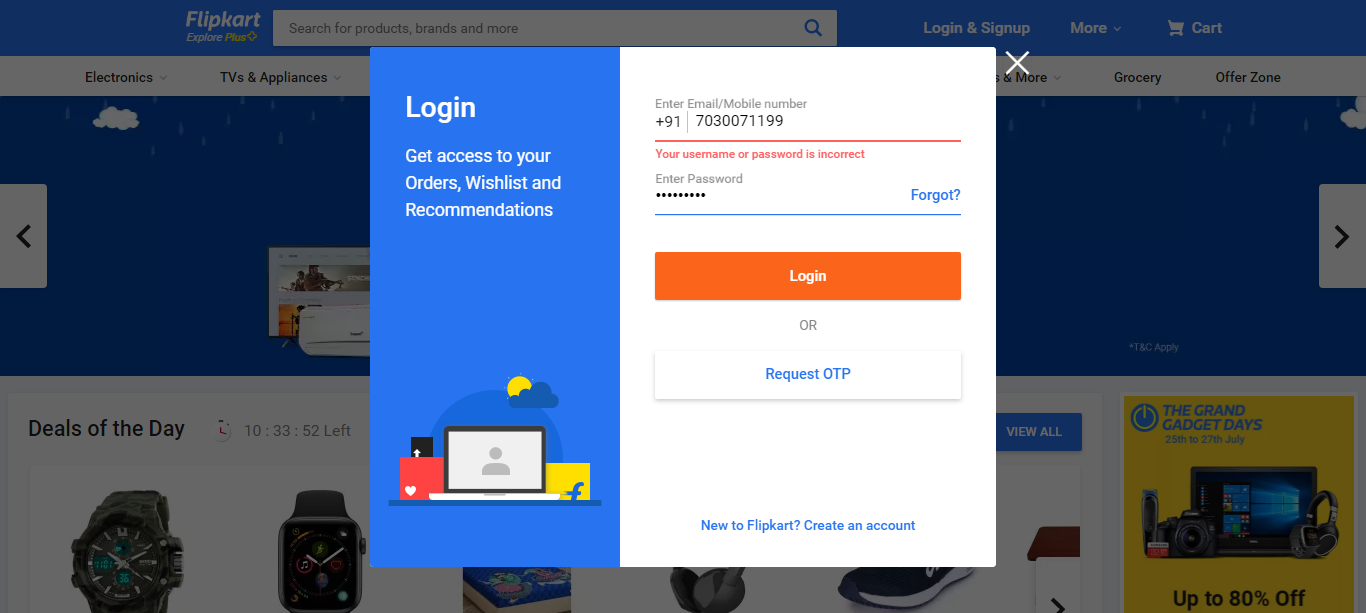 Flipkart
Explore Plus
Search for products, brands and more
Login & Signup
More
Cart
Electronics
TVs & Appliances
s & More
Grocery
Offer Zone
Login
Get access to your
Orders, Wishlist and
Recommendations
Enter Email/Mobile number
+91 7030071199
Your username or password is incorrect
Enter Password
•••••••••
Forgot?
Login
OR
Request OTP
New to Flipkart? Create an account
*T&C Apply
Deals of the Day
10 : 33 : 52 Left
VIEW ALL
THE GRAND
GADGET DAYS
25th to 27th July
Up to 80% Off